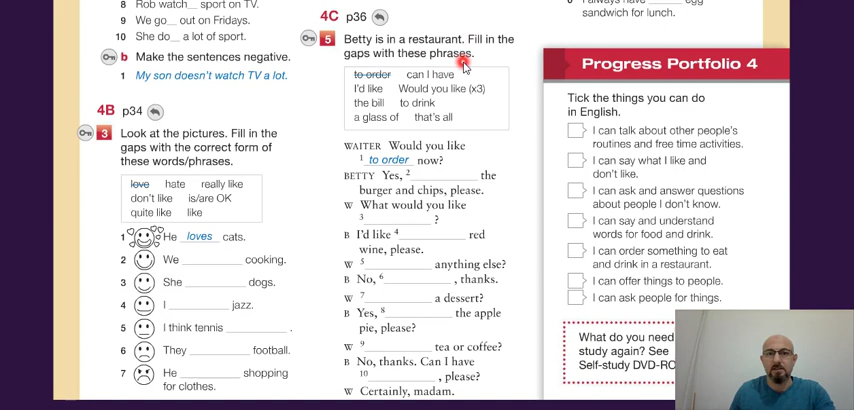 8 Rob watch__ sport on TV.
9 We go__ out on Fridays.
10 She do__ a lot of sport.
b Make the sentences negative.
1 My son doesn't watch TV a lot.
4B p34
3 Look at the pictures. Fill in the
gaps with the correct form of
these words/phrases.
love hate really like
don't like is/are OK
quite like like
1 He loves cats.
2 We __________ cooking.
3 She __________ dogs.
4 I __________ jazz.
5 I think tennis __________ .
6 They __________ football.
7 He __________ shopping
for clothes.
4C p36
5 Betty is in a restaurant. Fill in the
gaps with these phrases.
to order can I have
I'd like Would you like (x3)
the bill to drink
a glass of that's all
WAITER Would you like
1 to order now?
BETTY Yes, 2 __________ the
burger and chips, please.
W What would you like
3 __________ ?
B I'd like 4 __________ red
wine, please.
W 5 __________ anything else?
B No, 6 __________ , thanks.
W 7 __________ a dessert?
B Yes, 8 __________ the apple
pie, please?
W 9 __________ tea or coffee?
B No, thanks. Can I have
10 __________ , please?
W Certainly, madam.
egg
sandwich for lunch.
Progress Portfolio 4
Tick the things you can do
in English.
I can talk about other people's
routines and free time activities.
I can say what I like and
don't like.
I can ask and answer questions
about people I don't know.
I can say and understand
words for food and drink.
I can order something to eat
and drink in a restaurant.
I can offer things to people.
I can ask people for things.
What do you need
study again? See
Self-study DVD-RO